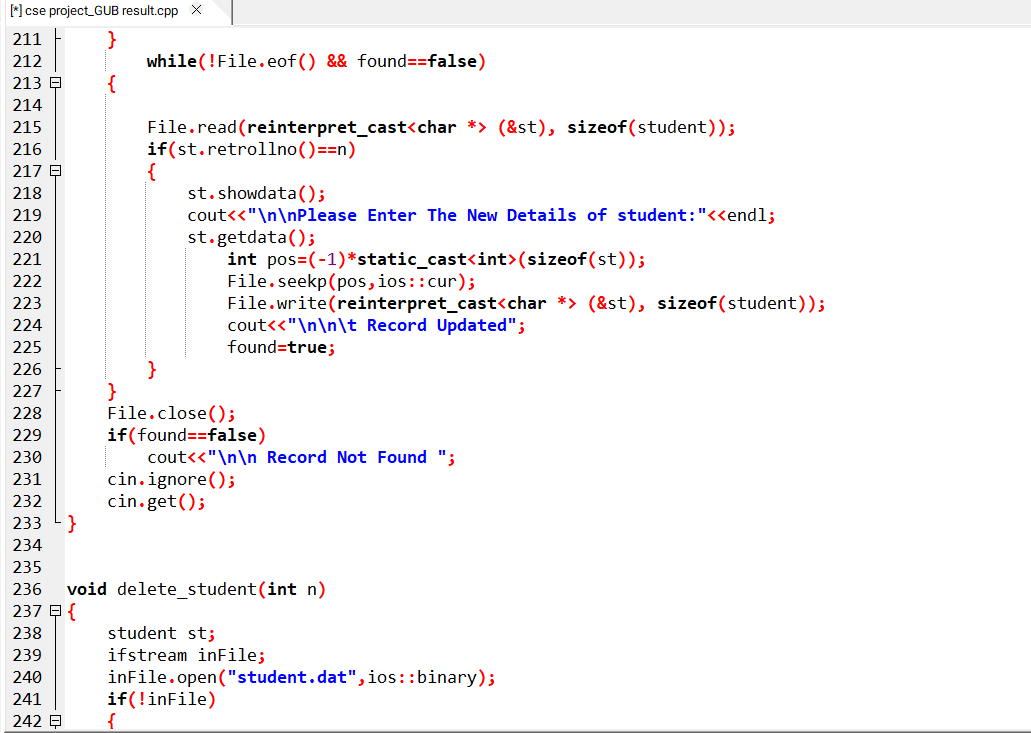 [*] cse project_GUB result.cpp ×
211 }
212 while(!File.eof() && found==false)
213 {
214
215 File.read(reinterpret_cast<char *> (&st), sizeof(student));
216 if(st.retrollno()==n)
217 {
218 st.showdata();
219 cout<<"\n\nPlease Enter The New Details of student:"<<endl;
220 st.getdata();
221 int pos=(-1)*static_cast<int>(sizeof(st));
222 File.seekp(pos,ios::cur);
223 File.write(reinterpret_cast<char *> (&st), sizeof(student));
224 cout<<"\n\n\t Record Updated";
225 found=true;
226 }
227 }
228 File.close();
229 if(found==false)
230 cout<<"\n\n Record Not Found ";
231 cin.ignore();
232 cin.get();
233 }
234
235
236 void delete_student(int n)
237 {
238 student st;
239 ifstream inFile;
240 inFile.open("student.dat",ios::binary);
241 if(!inFile)
242 {